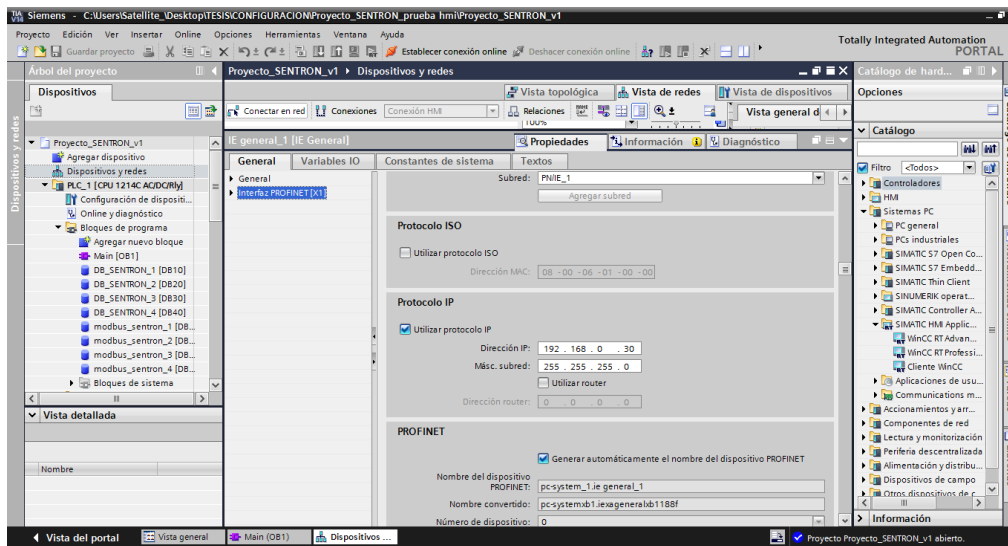 Siemens - C:\Users\Satellite_\Desktop\TESIS\CONFIGURACION\Proyecto_SENTRON_prueba hmi\Proyecto_SENTRON_v1
Proyecto Edición Ver Insertar Online Opciones Herramientas Ventana Ayuda
Guardar proyecto Establecer conexión online Deshacer conexión online
Totally Integrated Automation
PORTAL
Árbol del proyecto
Dispositivos
Dispositivos y redes
Proyecto_SENTRON_v1
Agregar dispositivo
Dispositivos y redes
PLC_1 [CPU 1214C AC/DC/Rly]
Configuración de dispositi...
Online y diagnóstico
Bloques de programa
Agregar nuevo bloque
Main [OB1]
DB_SENTRON_1 [DB10]
DB_SENTRON_2 [DB20]
DB_SENTRON_3 [DB30]
DB_SENTRON_4 [DB40]
modbus_sentron_1 [DB...
modbus_sentron_2 [DB...
modbus_sentron_3 [DB...
modbus_sentron_4 [DB...
Bloques de sistema
Vista detallada
Nombre
Proyecto_SENTRON_v1 Dispositivos y redes
Vista topológica Vista de redes Vista de dispositivos
Conectar en red Conexiones Conexión HMI Relaciones Vista general d
100%
IE general_1 [IE General]
Propiedades Información Diagnóstico
General Variables IO Constantes de sistema Textos
General
Interfaz PROFINET [X1]
Subred: PN/IE_1
Agregar subred
Protocolo ISO
Utilizar protocolo ISO
Dirección MAC: 08 -00 -06 -01 -00 -00
Protocolo IP
Utilizar protocolo IP
Dirección IP: 192 . 168 . 0 . 30
Másc. subred: 255 . 255 . 255 . 0
Utilizar router
Dirección router: 0 . 0 . 0 . 0
PROFINET
Generar automáticamente el nombre del dispositivo PROFINET
Nombre del dispositivo
PROFINET: pc-system_1.ie general_1
Nombre convertido: pc-systemxb1.iexageneralxb1188f
Número de dispositivo: 0
Catálogo de hard...
Opciones
Catálogo
Filtro <Todos>
Controladores
HMI
Sistemas PC
PC general
PCs industriales
SIMATIC S7 Open Co...
SIMATIC S7 Embedd...
SIMATIC Thin Client
SINUMERIK operat...
SIMATIC Controller A...
SIMATIC HMI Applic...
WinCC RT Advan...
WinCC RT Professi...
Cliente WinCC
Aplicaciones de usu...
Communications m...
Accionamientos y arr...
Componentes de red
Lectura y monitorización
Periferia descentralizada
Alimentación y distribu...
Dispositivos de campo
Otros dispositivos de c
Información
Vista del portal Vista general Main (OB1) Dispositivos ... Proyecto Proyecto_SENTRON_v1 abierto.